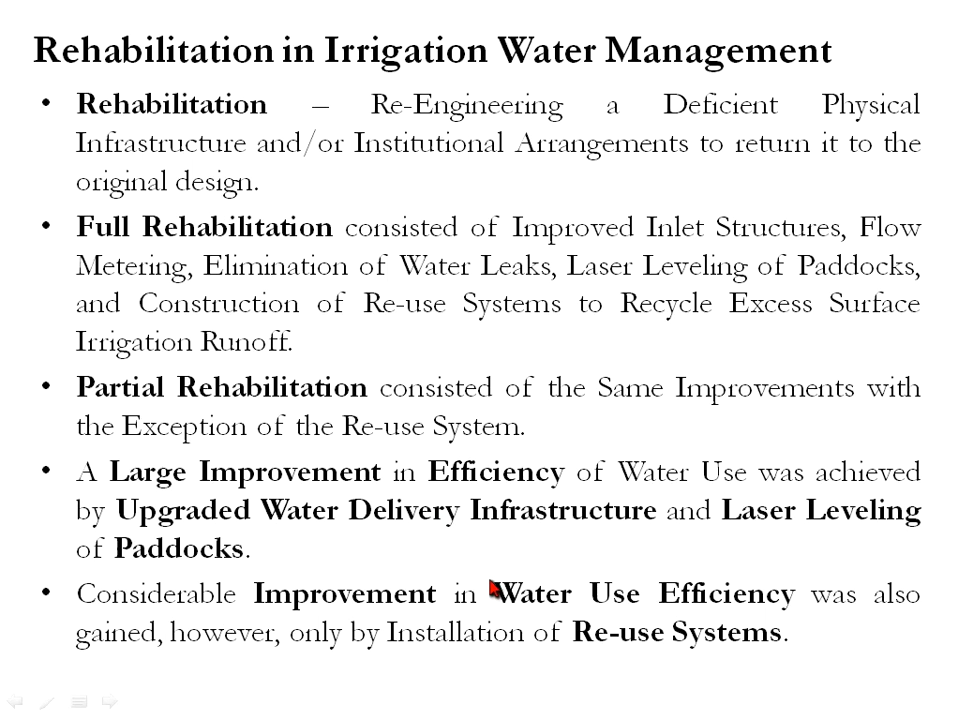 Rehabilitation in Irrigation Water Management
• Rehabilitation – Re-Engineering a Deficient Physical
Infrastructure and/or Institutional Arrangements to return it to the
original design.
• Full Rehabilitation consisted of Improved Inlet Structures, Flow
Metering, Elimination of Water Leaks, Laser Leveling of Paddocks,
and Construction of Re-use Systems to Recycle Excess Surface
Irrigation Runoff.
• Partial Rehabilitation consisted of the Same Improvements with
the Exception of the Re-use System.
• A Large Improvement in Efficiency of Water Use was achieved
by Upgraded Water Delivery Infrastructure and Laser Leveling
of Paddocks.
• Considerable Improvement in Water Use Efficiency was also
gained, however, only by Installation of Re-use Systems.